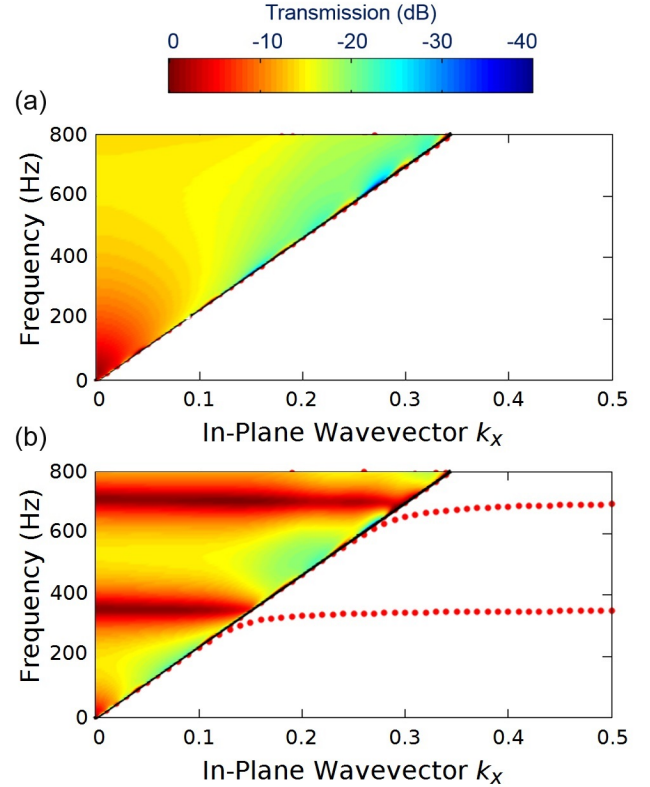 Transmission (dB)
0 -10 -20 -30 -40
(a)
800
600
400
200
0
Frequency (Hz)
0 0.1 0.2 0.3 0.4 0.5
In-Plane Wavevector kₓ
(b)
800
600
400
200
0
Frequency (Hz)
0 0.1 0.2 0.3 0.4 0.5
In-Plane Wavevector kₓ